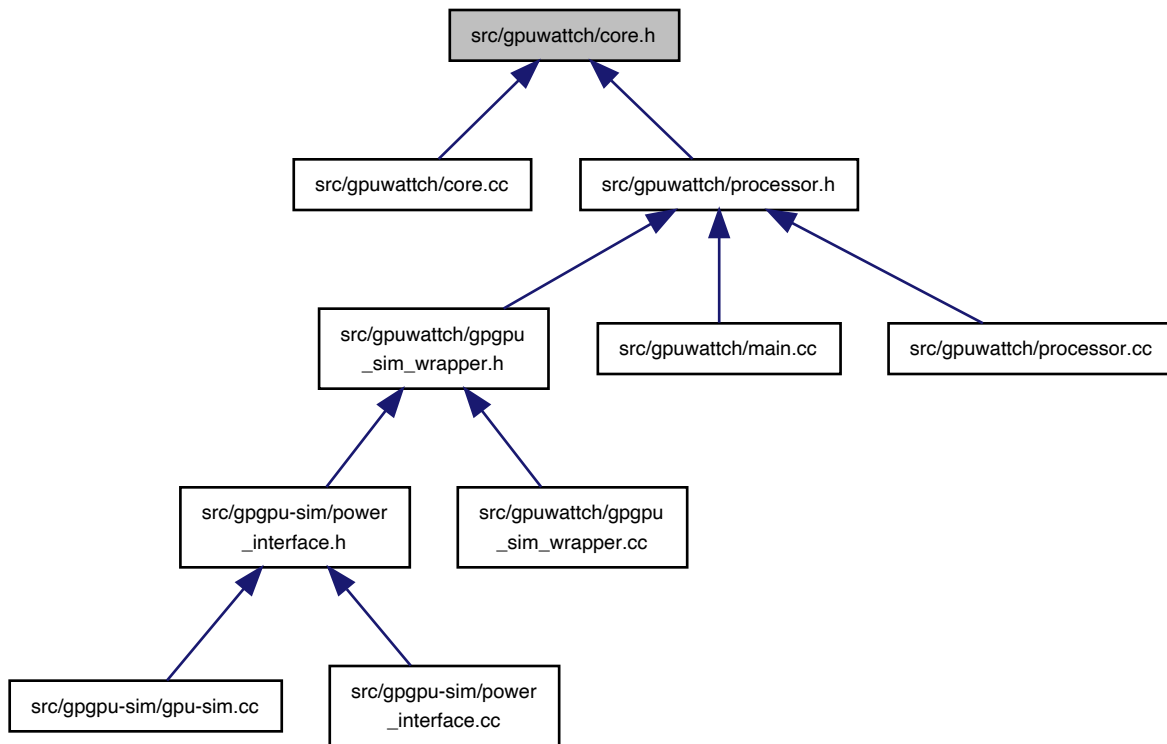 src/gpuwattch/core.h
src/gpuwattch/core.cc
src/gpuwattch/processor.h
src/gpuwattch/gpgpu
_sim_wrapper.h
src/gpuwattch/main.cc
src/gpuwattch/processor.cc
src/gpgpu-sim/power
_interface.h
src/gpuwattch/gpgpu
_sim_wrapper.cc
src/gpgpu-sim/gpu-sim.cc
src/gpgpu-sim/power
_interface.cc